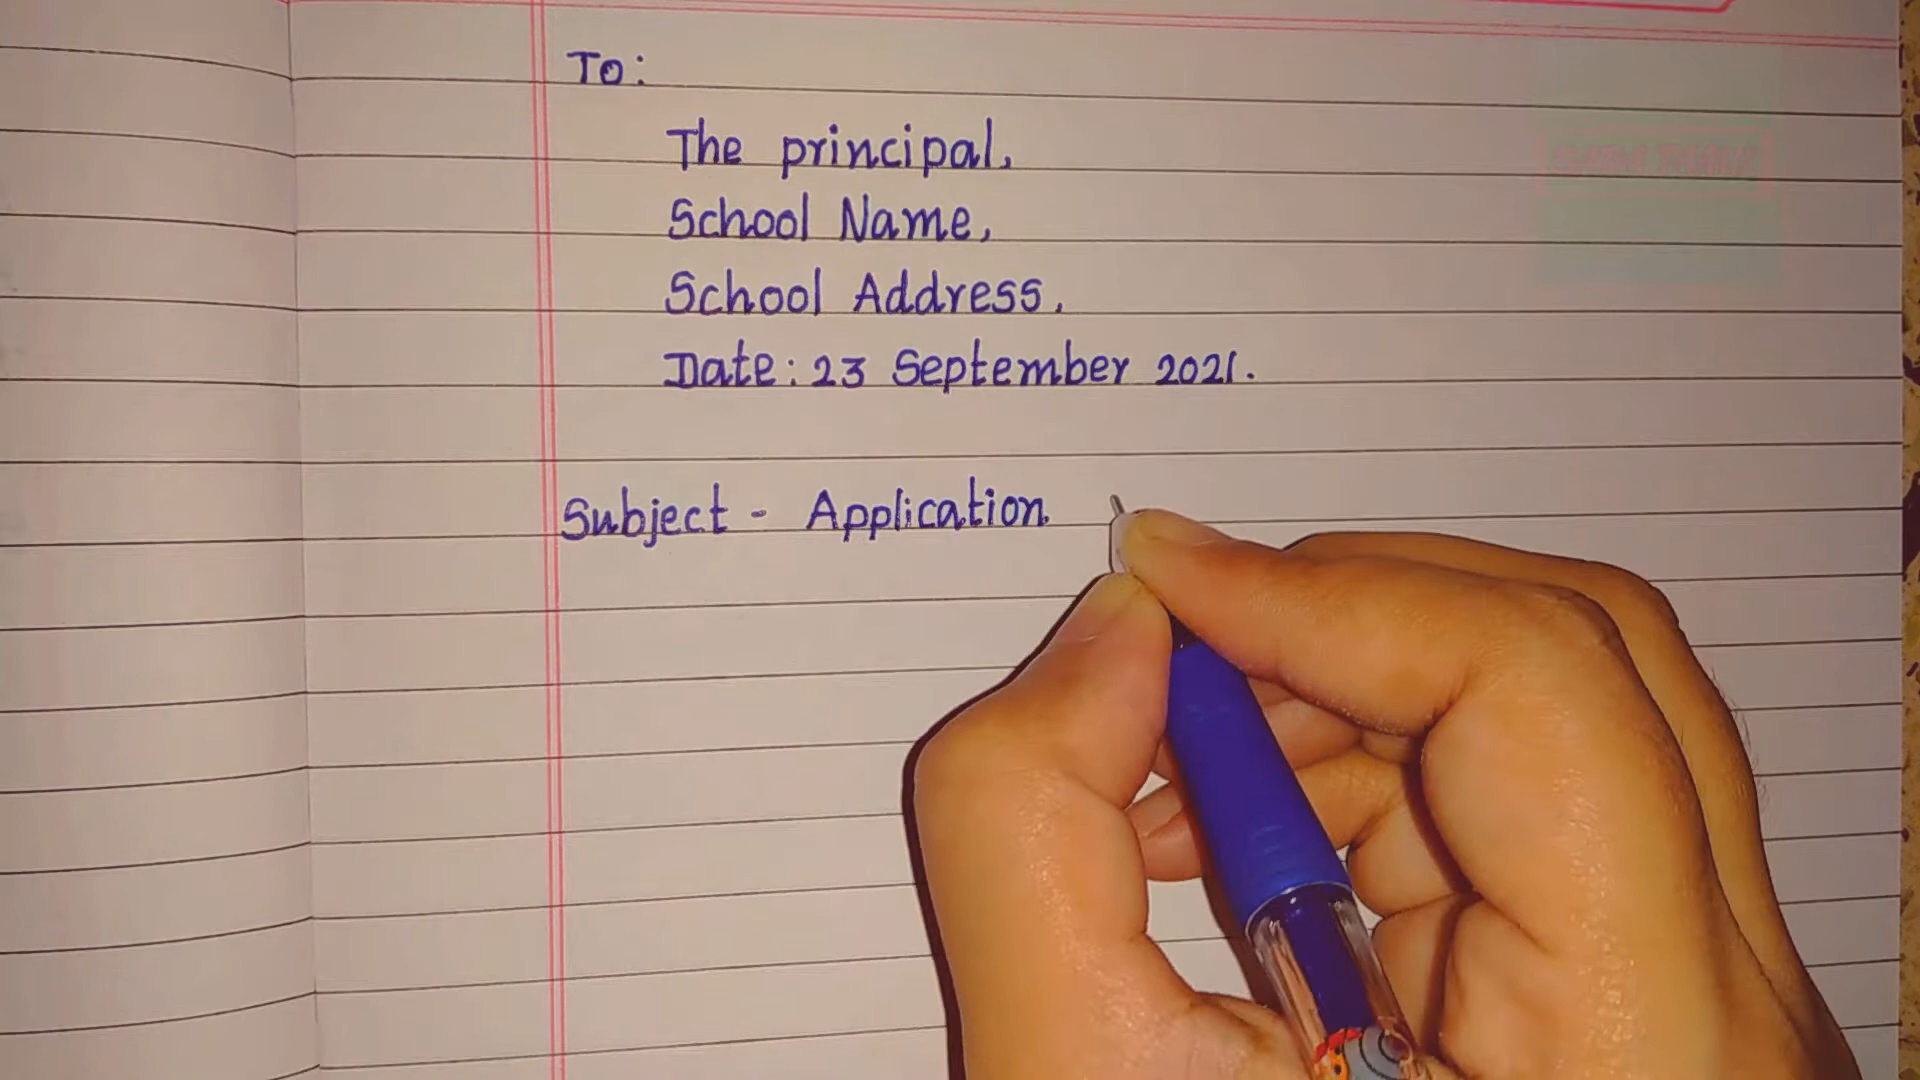 To:
The principal,
School Name,
School Address,
Date: 23 September 2021.
Subject - Application